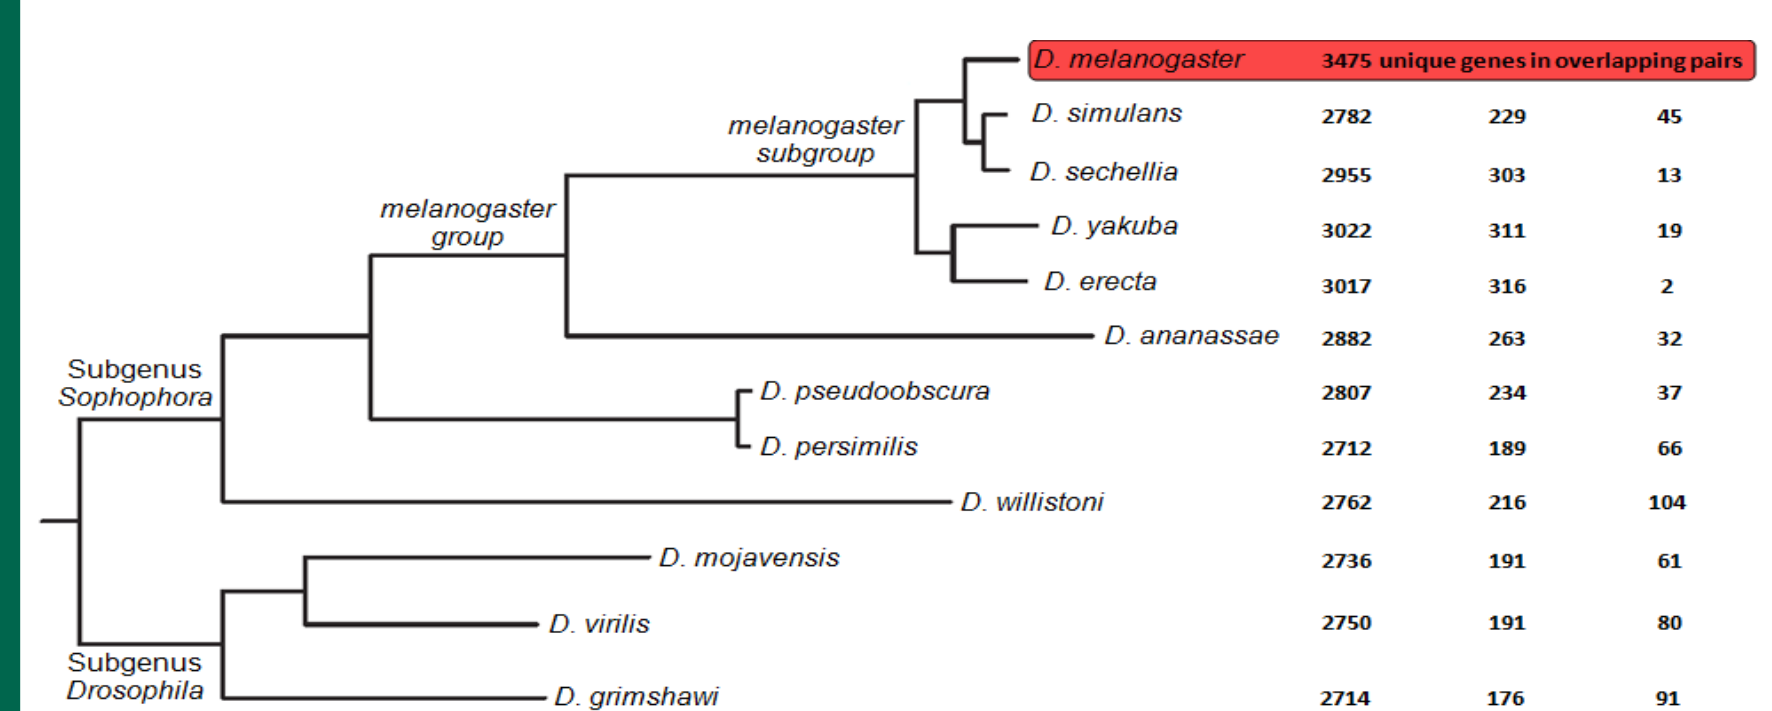 D. melanogaster 3475 unique genes in overlapping pairs
D. simulans 2782 229 45
melanogaster
subgroup
D. sechellia 2955 303 13
melanogaster
group
D. yakuba 3022 311 19
D. erecta 3017 316 2
D. ananassae 2882 263 32
Subgenus
Sophophora
D. pseudoobscura 2807 234 37
D. persimilis 2712 189 66
D. willistoni 2762 216 104
D. mojavensis 2736 191 61
D. virilis 2750 191 80
Subgenus
Drosophila
D. grimshawi 2714 176 91